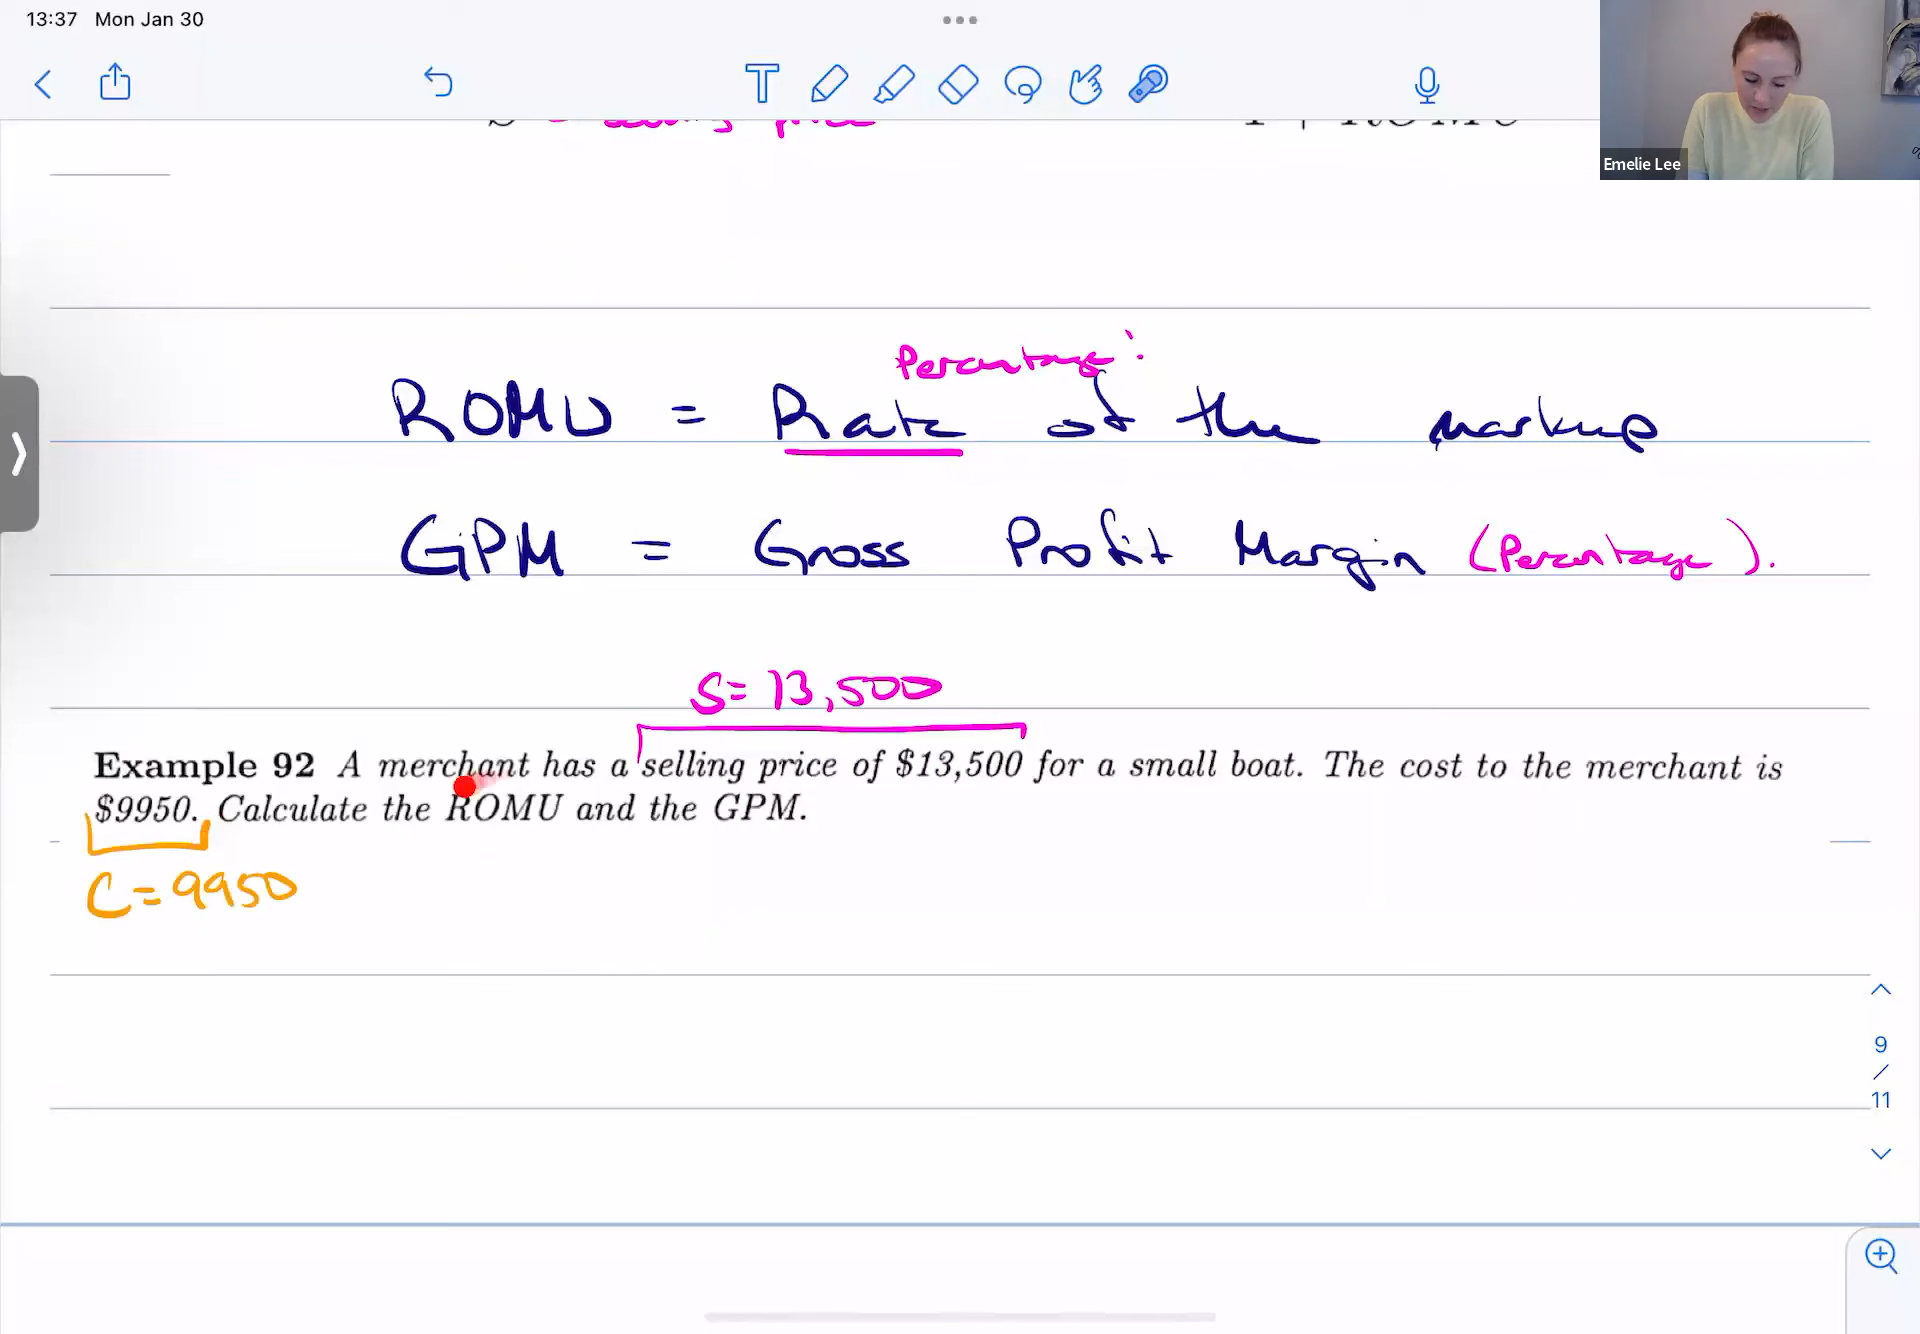 13:37 Mon Jan 30
Emelie Lee
Percentage:
ROMU = Rate of the markup
GPM = Gross Profit Margin (Percentage).
S = 13,500
Example 92 A merchant has a selling price of $13,500 for a small boat. The cost to the merchant is
$9950. Calculate the ROMU and the GPM.
C = 9950
9
/
11